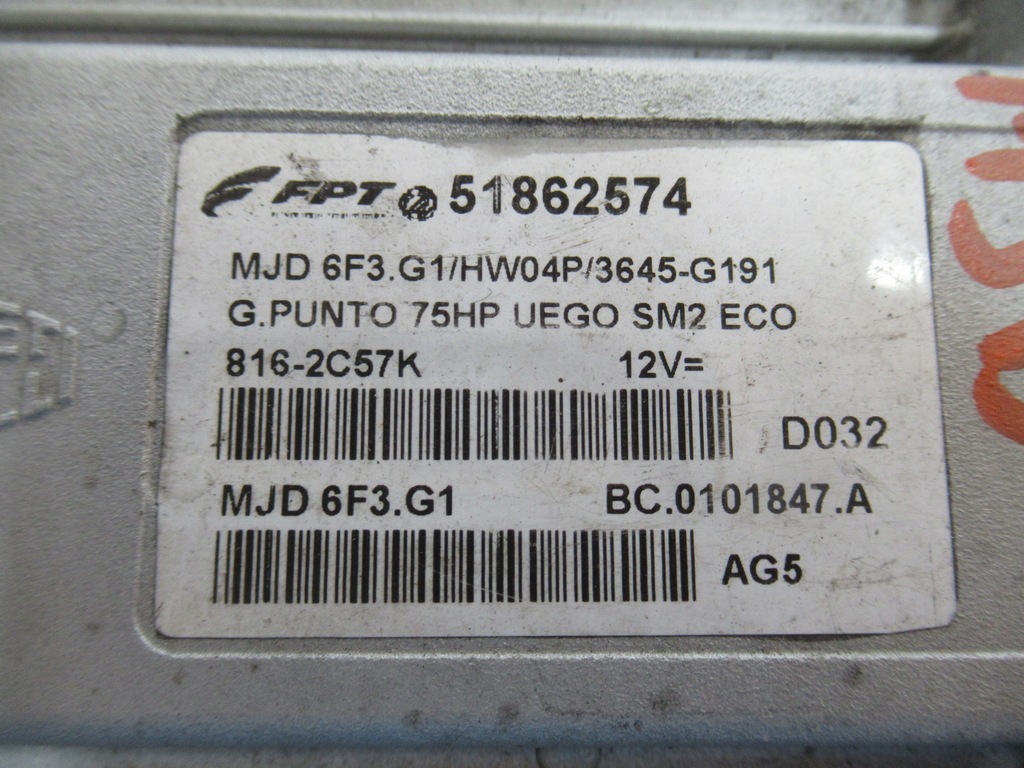 FPT 51862574
MJD 6F3.G1/HW04P/3645-G191
G.PUNTO 75HP UEGO SM2 ECO
816-2C57K 12V=
D032
MJD 6F3.G1 BC.0101847.A
AG5